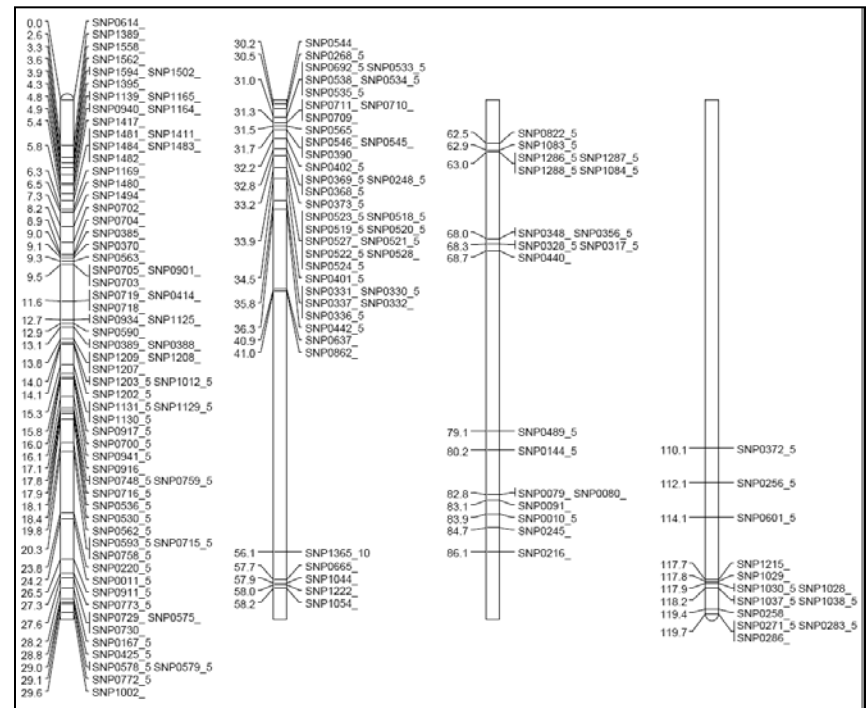 0.0 SNP0614_
2.6 SNP1389_
3.3 SNP1558_
3.6 SNP1562_
3.9 SNP1594_ SNP1502_
4.3 SNP1395_
4.8 SNP1139_ SNP1165_
4.9 SNP0940_ SNP1164_
5.4 SNP1417_
SNP1481_ SNP1411_
5.8 SNP1484_ SNP1483_
SNP1482_
6.3 SNP1169_
6.5 SNP1480_
7.3 SNP1494_
8.2 SNP0702_
8.9 SNP0704_
9.0 SNP0385_
9.1 SNP0370_
9.3 SNP0563_
9.5 SNP0705_ SNP0901_
SNP0703_
11.6 SNP0719_ SNP0414_
SNP0718_
12.7 SNP0934_ SNP1125_
12.9 SNP0590_
13.1 SNP0389_ SNP0388_
13.8 SNP1209_ SNP1208_
SNP1207_
14.0 SNP1203_5 SNP1012_5
14.1 SNP1202_5
15.3 SNP1131_5 SNP1129_5
SNP1130_5
15.8 SNP0917_5
16.0 SNP0700_5
16.1 SNP0941_5
17.1 SNP0916_
17.8 SNP0748_5 SNP0759_5
17.9 SNP0716_5
18.1 SNP0536_5
18.4 SNP0530_5
19.8 SNP0562_5
20.3 SNP0593_5 SNP0715_5
SNP0758_5
23.8 SNP0220_5
24.2 SNP0011_5
26.5 SNP0911_5
27.3 SNP0773_5
27.6 SNP0729_ SNP0575_
SNP0730_
28.2 SNP0167_5
28.8 SNP0425_5
29.0 SNP0578_5 SNP0579_5
29.1 SNP0772_5
29.6 SNP1002_
30.2 SNP0544_
30.5 SNP0268_5
SNP0692_5 SNP0533_5
31.0 SNP0538_ SNP0534_5
SNP0535_5
31.3 SNP0711_ SNP0710_
SNP0709_
31.5 SNP0565_
31.7 SNP0546_ SNP0545_
SNP0390_
32.2 SNP0402_5
32.8 SNP0369_5 SNP0248_5
SNP0368_5
33.2 SNP0373_5
SNP0523_5 SNP0518_5
SNP0519_5 SNP0520_5
33.9 SNP0527_ SNP0521_5
SNP0522_5 SNP0528_
SNP0524_5
34.5 SNP0401_5
SNP0331_ SNP0330_5
35.8 SNP0337_ SNP0332_
SNP0336_5
36.3 SNP0442_5
40.9 SNP0637_
41.0 SNP0862_
56.1 SNP1365_10
57.7 SNP0665_
57.9 SNP1044_
58.0 SNP1222_
58.2 SNP1054_
62.5 SNP0822_5
62.9 SNP1083_5
63.0 SNP1286_5 SNP1287_5
SNP1288_5 SNP1084_5
68.0 SNP0348_ SNP0356_5
68.3 SNP0328_5 SNP0317_5
68.7 SNP0440_
79.1 SNP0489_5
80.2 SNP0144_5
82.8 SNP0079_ SNP0080_
83.1 SNP0091_
83.9 SNP0010_5
84.7 SNP0245_
86.1 SNP0216_
110.1 SNP0372_5
112.1 SNP0256_5
114.1 SNP0601_5
117.7 SNP1215_
117.8 SNP1029_
117.9 SNP1030_5 SNP1028_
118.2 SNP1037_5 SNP1038_5
119.4 SNP0258_
119.7 SNP0271_5 SNP0283_5
SNP0286_